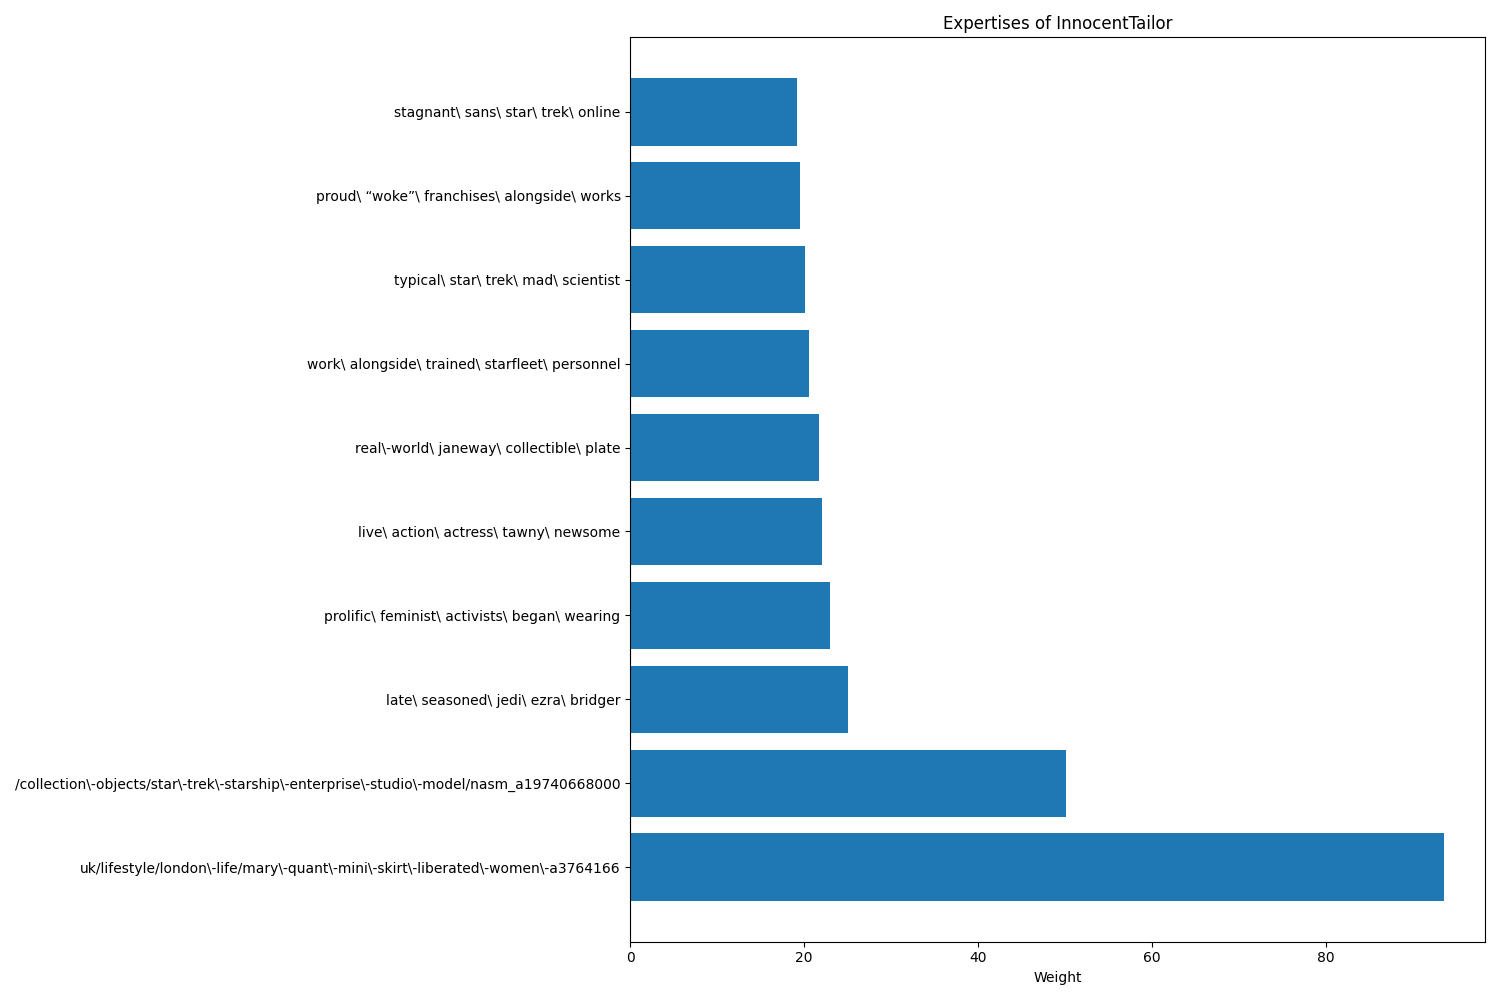 Expertises of InnocentTailor
stagnant\ sans\ star\ trek\ online
proud\ “woke”\ franchises\ alongside\ works
typical\ star\ trek\ mad\ scientist
work\ alongside\ trained\ starfleet\ personnel
real\-world\ janeway\ collectible\ plate
live\ action\ actress\ tawny\ newsome
prolific\ feminist\ activists\ began\ wearing
late\ seasoned\ jedi\ ezra\ bridger
/collection\-objects/star\-trek\-starship\-enterprise\-studio\-model/nasm_a19740668000
uk/lifestyle/london\-life/mary\-quant\-mini\-skirt\-liberated\-women\-a3764166
0 20 40 60 80
Weight